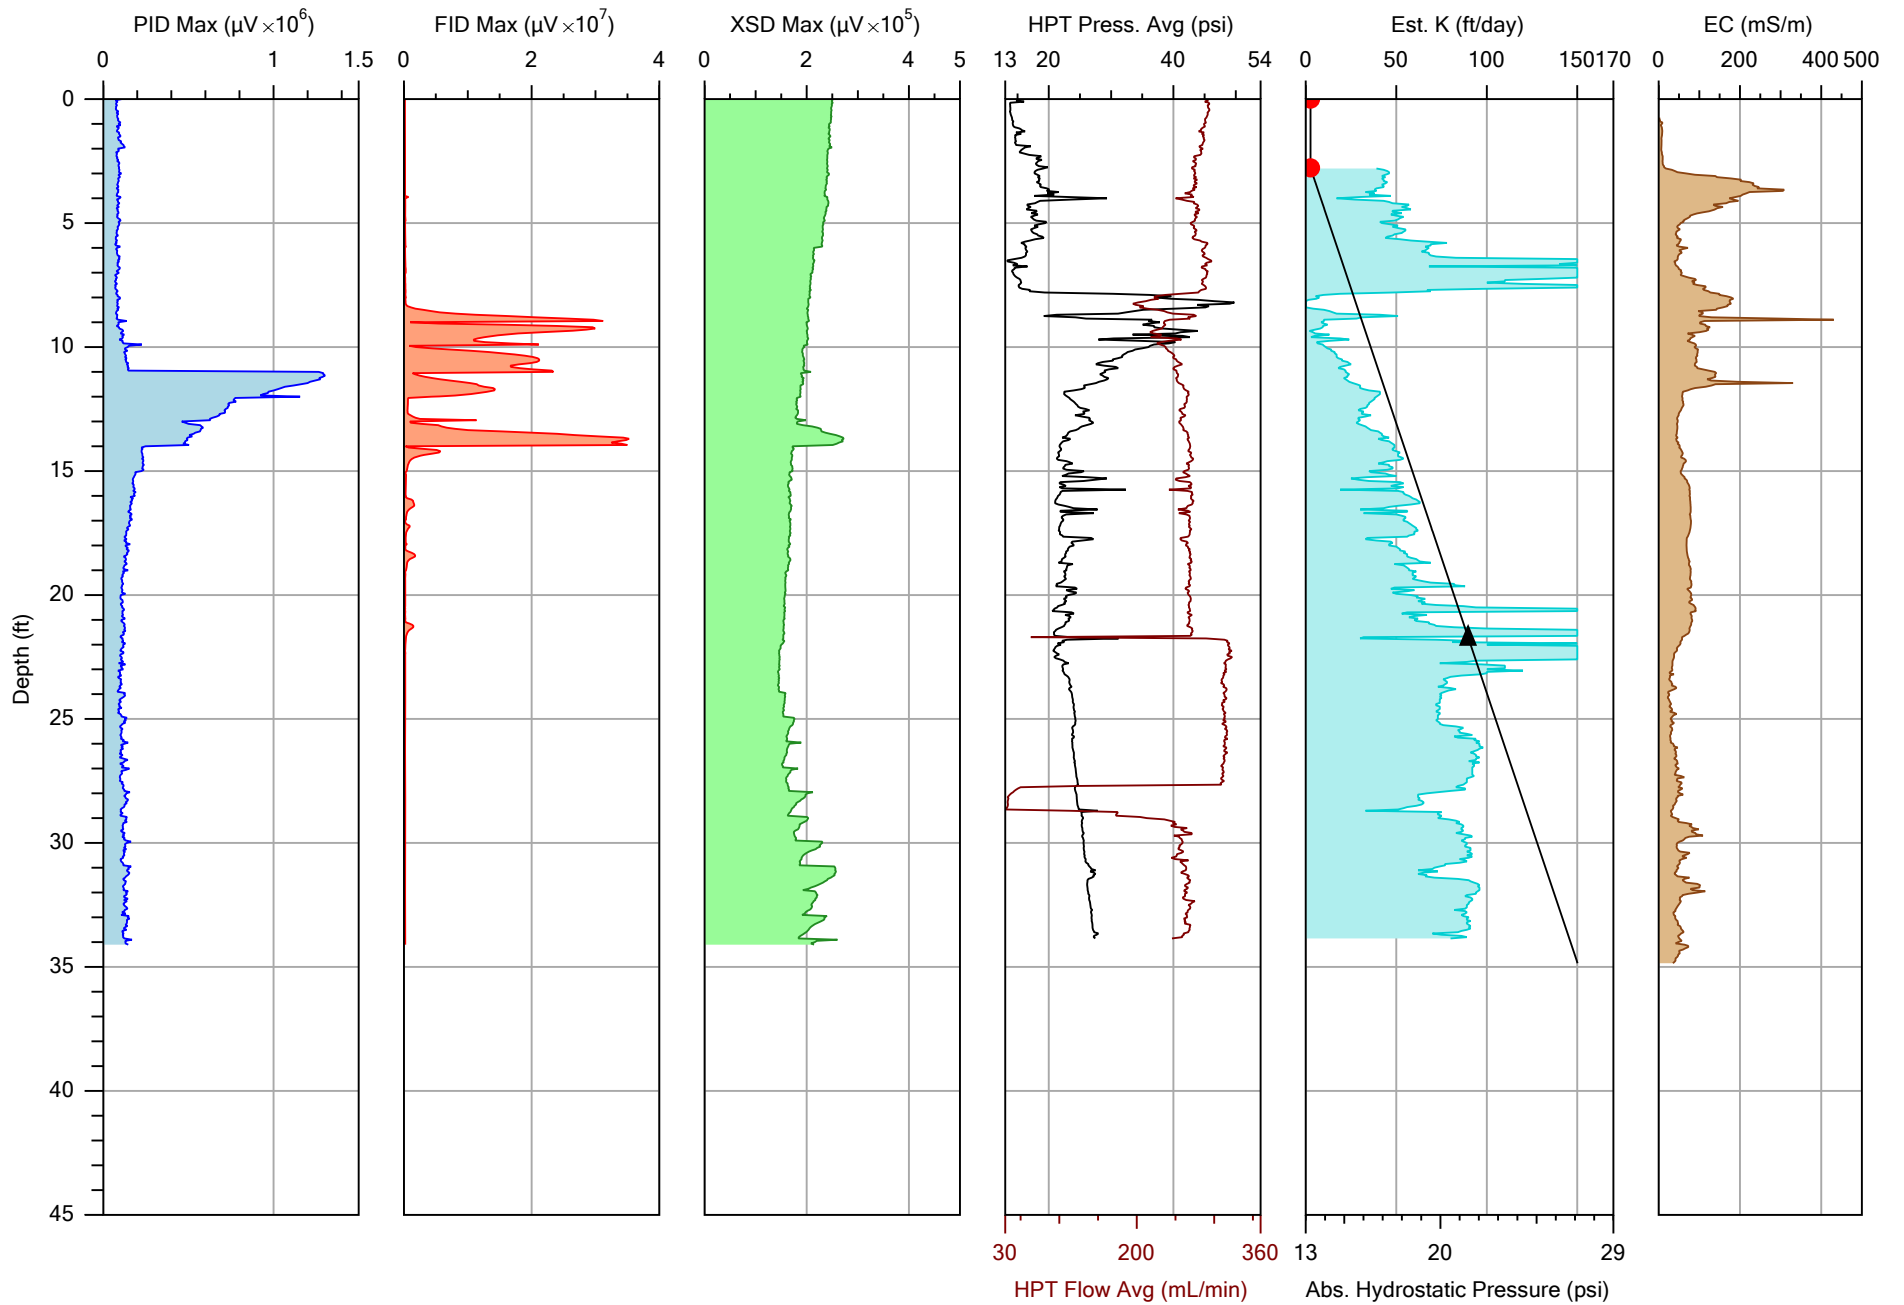 PID Max (µV ×10⁶) FID Max (µV ×10⁷) XSD Max (µV ×10⁵) HPT Press. Avg (psi) Est. K (ft/day) EC (mS/m)
0 1 1.5 0 2 4 0 2 4 5 13 20 40 54 0 50 100 150 170 0 200 400 500
0
5
10
15
20
25
30
35
40
45
Depth (ft)
30 200 360 13 20 29
HPT Flow Avg (mL/min) Abs. Hydrostatic Pressure (psi)